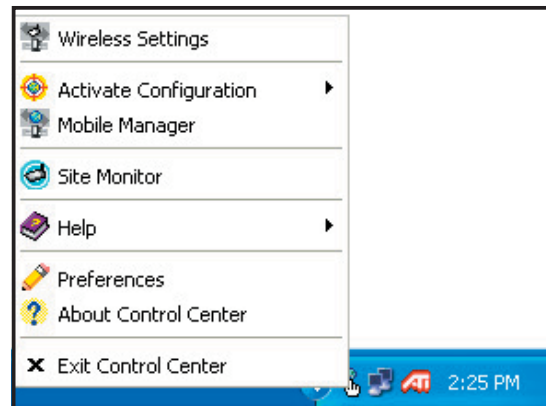 Wireless Settings
Activate Configuration
Mobile Manager
Site Monitor
Help
Preferences
About Control Center
Exit Control Center
ATI 2:25 PM